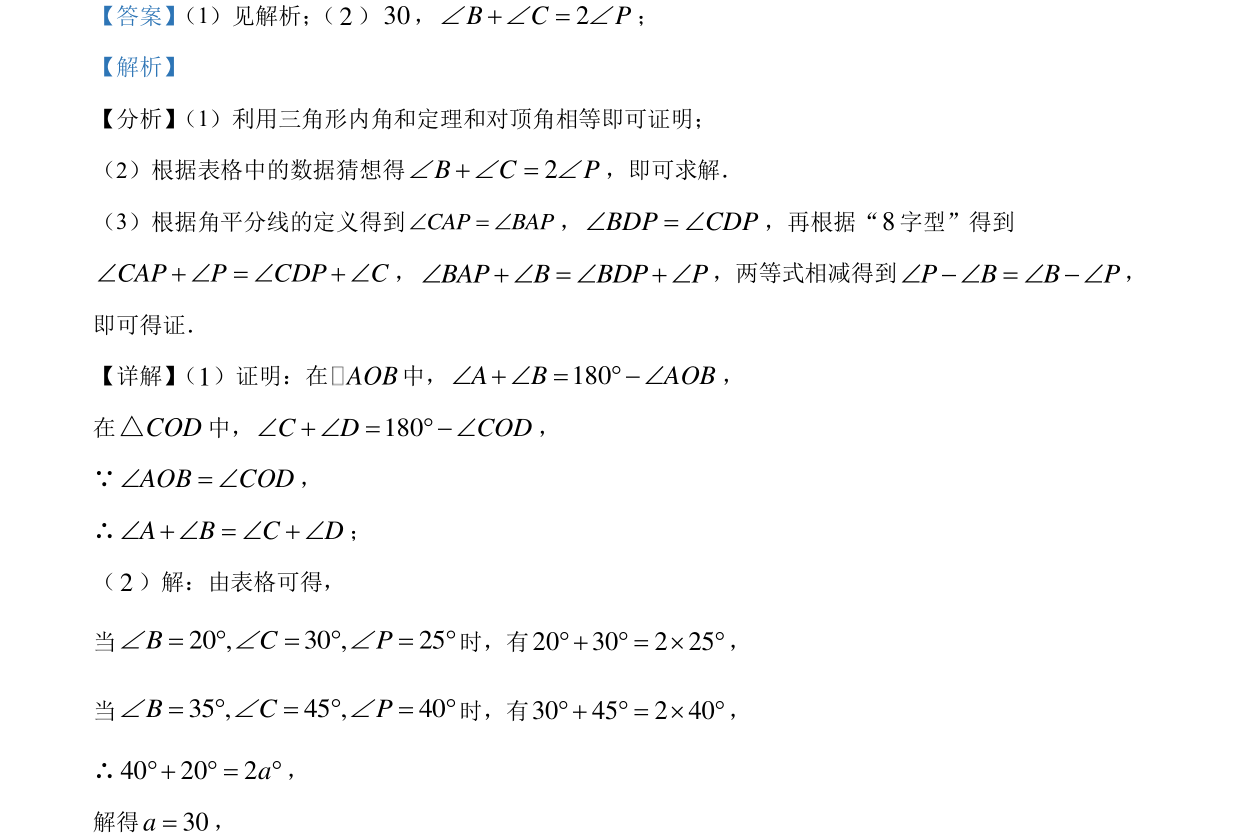 【答案】(1)见解析;(2)30,∠B+∠C=2∠P;
【解析】
【分析】(1)利用三角形内角和定理和对顶角相等即可证明;
(2)根据表格中的数据猜想得∠B+∠C=2∠P,即可求解.
(3)根据角平分线的定义得到∠CAP=∠BAP,∠BDP=∠CDP,再根据“8字型”得到
∠CAP+∠P=∠CDP+∠C,∠BAP+∠B=∠BDP+∠P,两等式相减得到∠P-∠B=∠B-∠P,
即可得证.
【详解】(1)证明:在□AOB中,∠A+∠B=180°-∠AOB,
在△COD中,∠C+∠D=180°-∠COD,
∵∠AOB=∠COD,
∴∠A+∠B=∠C+∠D;
(2)解:由表格可得,
当∠B=20°,∠C=30°,∠P=25°时,有20°+30°=2×25°,
当∠B=35°,∠C=45°,∠P=40°时,有30°+45°=2×40°,
∴40°+20°=2a°,
解得a=30,